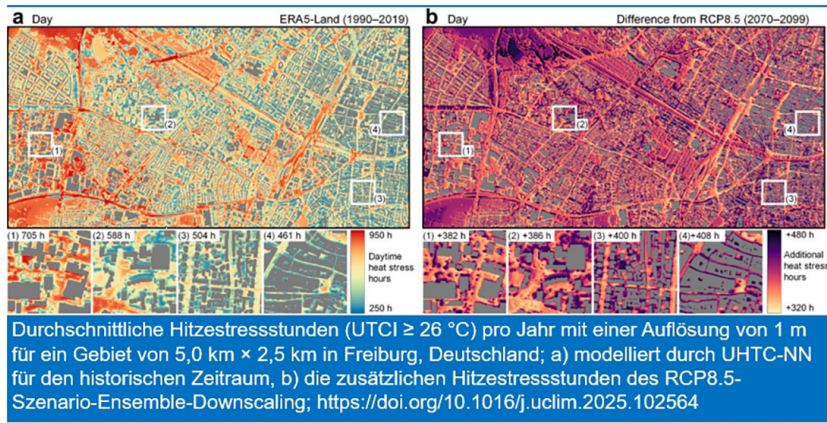 a Day ERA5-Land (1990–2019)
b Day Difference from RCP8.5 (2070–2099)
(1)
(2)
(3)
(4)
(1)
(2)
(3)
(4)
(1) 705 h
(2) 588 h
(3) 504 h
(4) 461 h
950 h
Daytime
heat stress
hours
250 h
(1) +382 h
(2) +386 h
(3) +400 h
(4)+408 h
+480 h
Additional
heat stress
hours
+320 h
Durchschnittliche Hitzestressstunden (UTCI ≥ 26 °C) pro Jahr mit einer Auflösung von 1 m
für ein Gebiet von 5,0 km × 2,5 km in Freiburg, Deutschland; a) modelliert durch UHTC-NN
für den historischen Zeitraum, b) die zusätzlichen Hitzestressstunden des RCP8.5-
Szenario-Ensemble-Downscaling; https://doi.org/10.1016/j.uclim.2025.102564